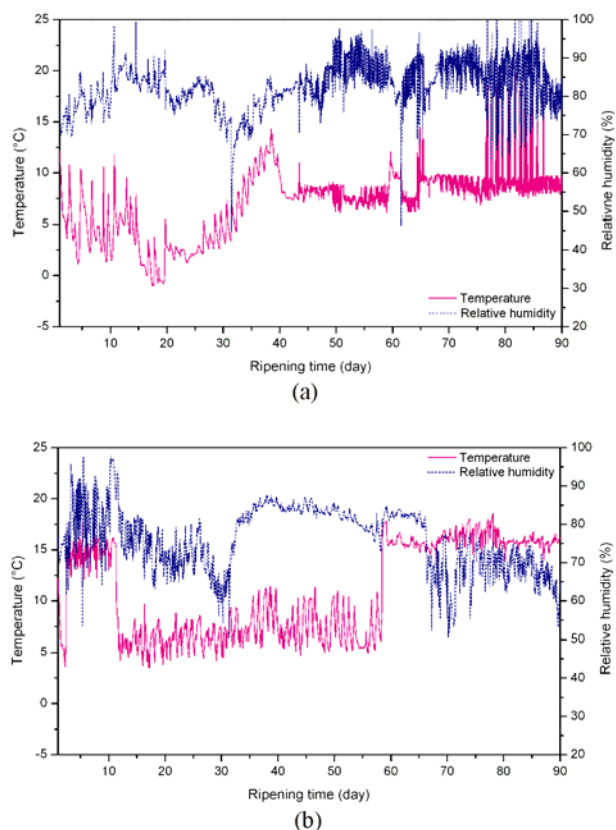 25
20
15
10
5
0
-5
Temperature (°C)
100
90
80
70
60
50
40
30
20
Relativne humidity (%)
Temperature
Relative humidity
10 20 30 40 50 60 70 80 90
Ripening time (day)
(a)
25
20
15
10
5
0
-5
Temperature (°C)
100
90
80
70
60
50
40
30
20
Relative humidity (%)
Temperature
Relative humidity
10 20 30 40 50 60 70 80 90
Ripening time (day)
(b)